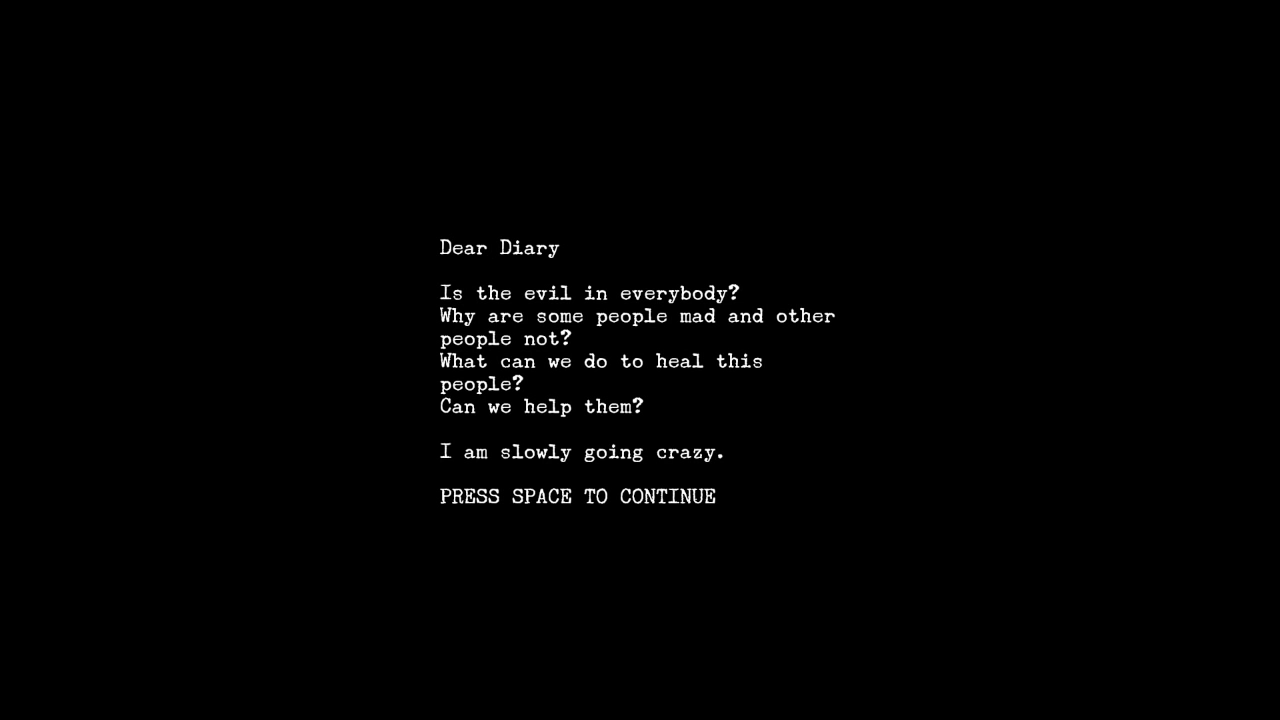 Dear Diary
Is the evil in everybody?
Why are some people mad and other
people not?
What can we do to heal this
people?
Can we help them?
I am slowly going crazy.
PRESS SPACE TO CONTINUE